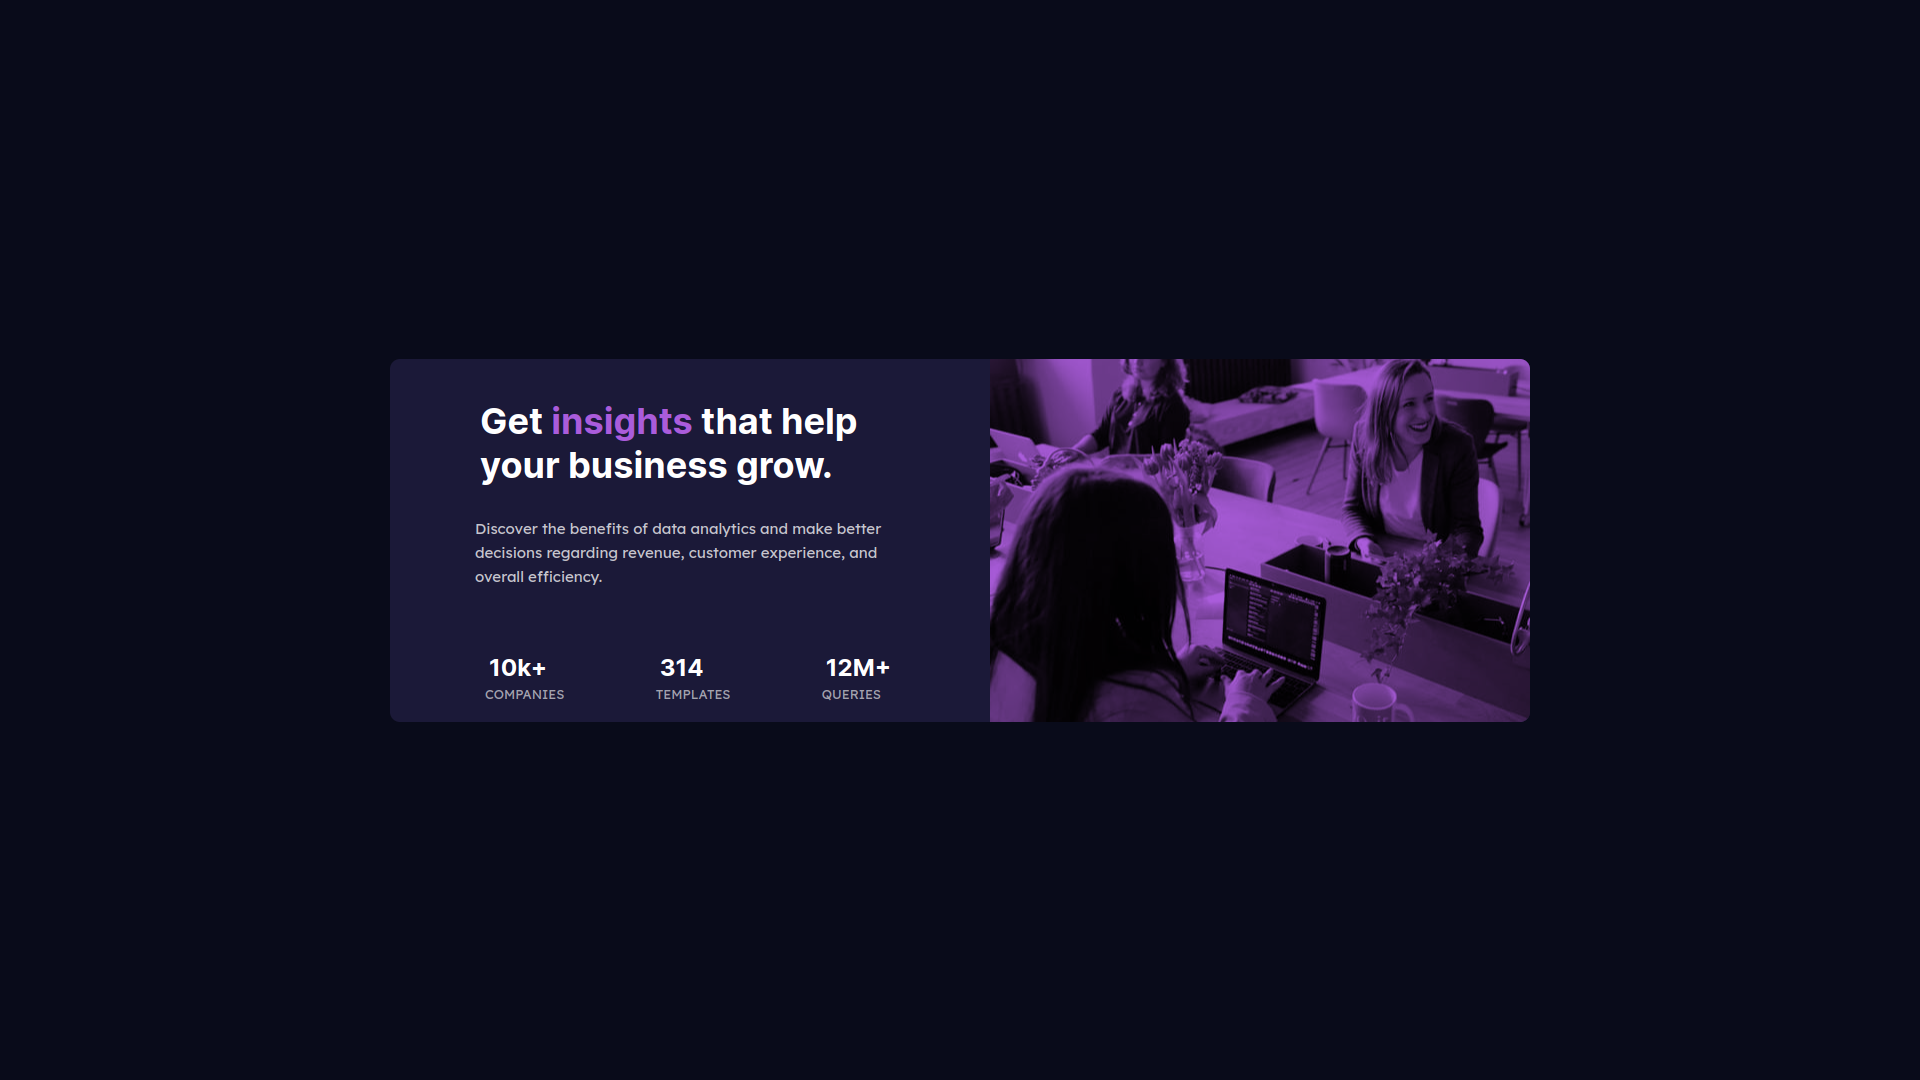 Get insights that help
your business grow.
Discover the benefits of data analytics and make better
decisions regarding revenue, customer experience, and
overall efficiency.
10k+ 314 12M+
COMPANIES TEMPLATES QUERIES